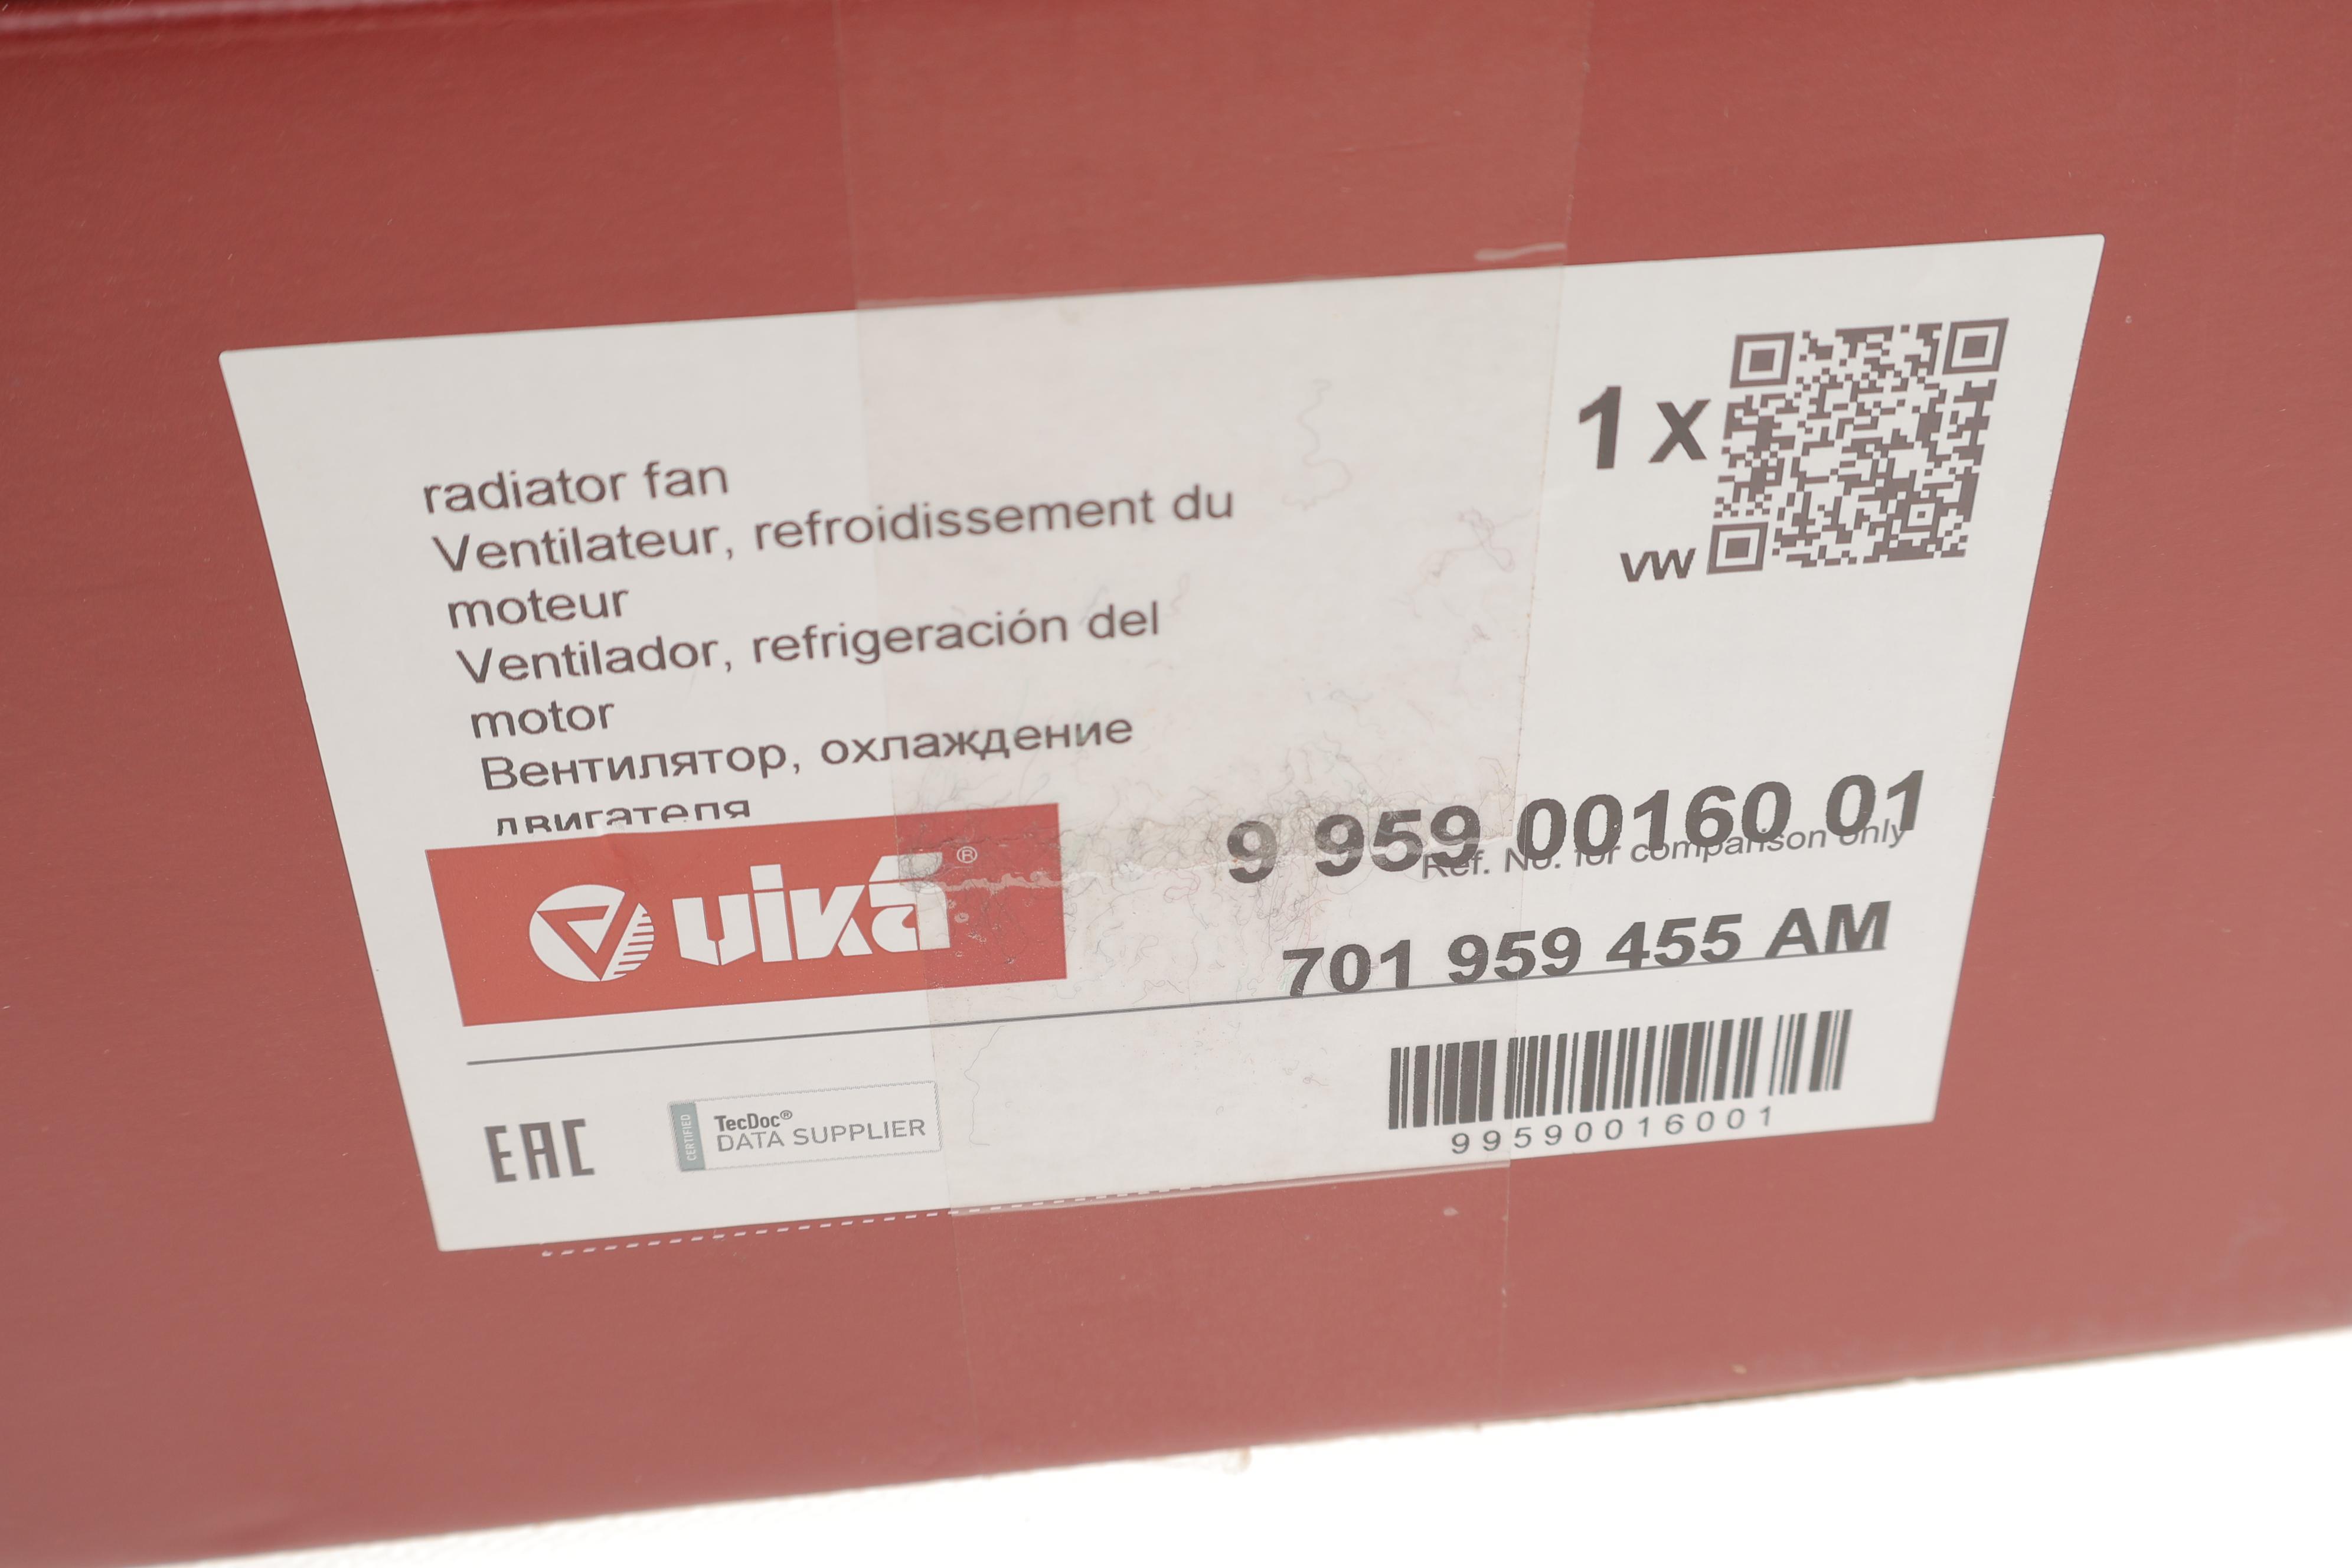 radiator fan
Ventilateur, refroidissement du
moteur
Ventilador, refrigeración del
motor
Вентилятор, охлаждение
двигателя
1 x
VW
9 959 00160 01
Ref. No. for comparison only
701 959 455 AM
vika®
EAC
CERTIFIED
TecDoc®
DATA SUPPLIER
99590016001